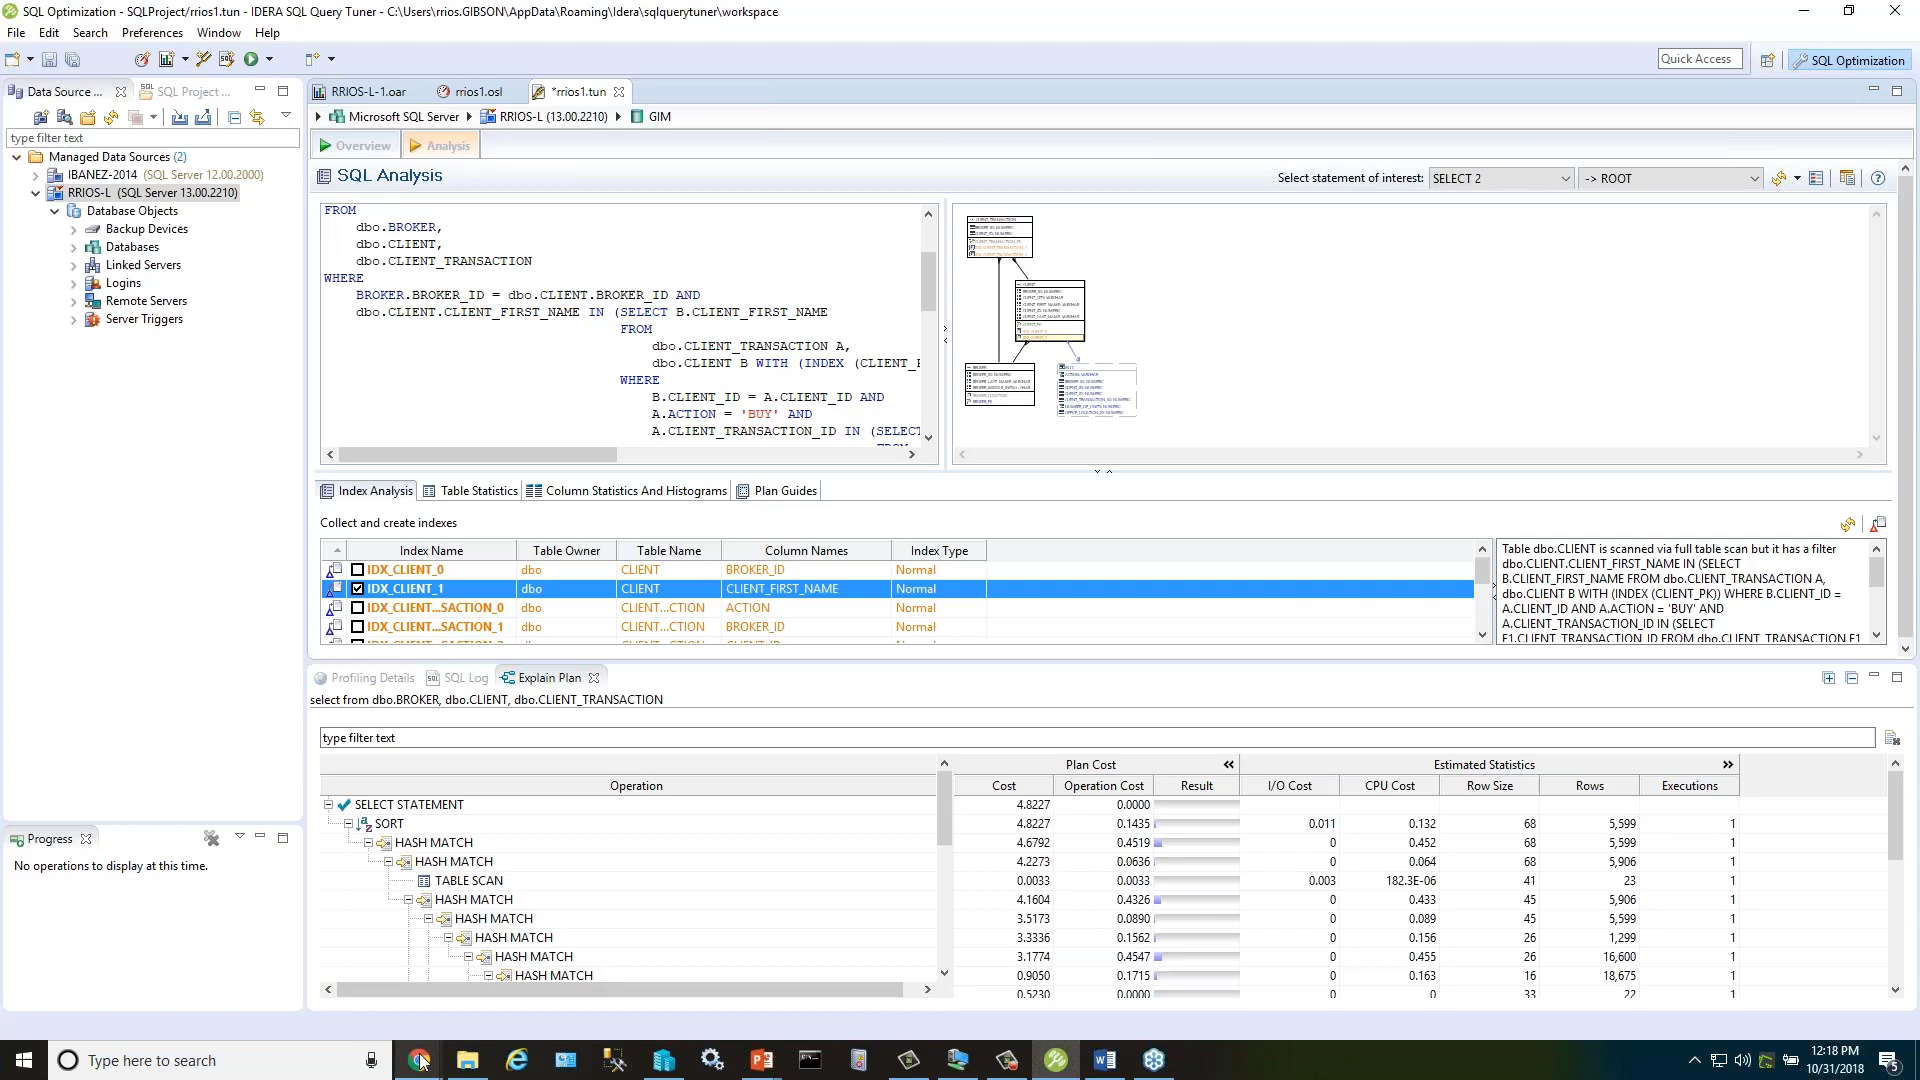 SQL Optimization - SQLProject/rrios1.tun - IDERA SQL Query Tuner - C:\Users\rrios.GIBSON\AppData\Roaming\Idera\sqlquerytuner\workspace
File Edit Search Preferences Window Help
Quick Access
SQL Optimization
Data Source ...
SQL Project ...
RRIOS-L-1.oar
rrios1.osl
*rrios1.tun
type filter text
Microsoft SQL Server
RRIOS-L (13.00.2210)
GIM
Overview
Analysis
Managed Data Sources (2)
IBANEZ-2014 (SQL Server 12.00.2000)
RRIOS-L (SQL Server 13.00.2210)
Database Objects
Backup Devices
Databases
Linked Servers
Logins
Remote Servers
Server Triggers
SQL Analysis
Select statement of interest:
SELECT 2
-> ROOT
FROM
dbo.BROKER,
dbo.CLIENT,
dbo.CLIENT_TRANSACTION
WHERE
BROKER.BROKER_ID = dbo.CLIENT.BROKER_ID AND
dbo.CLIENT.CLIENT_FIRST_NAME IN (SELECT B.CLIENT_FIRST_NAME
FROM
dbo.CLIENT_TRANSACTION A,
dbo.CLIENT B WITH (INDEX (CLIENT_
WHERE
B.CLIENT_ID = A.CLIENT_ID AND
A.ACTION = 'BUY' AND
A.CLIENT_TRANSACTION_ID IN (SELECT
FROM
Index Analysis
Table Statistics
Column Statistics And Histograms
Plan Guides
Collect and create indexes
Index Name Table Owner Table Name Column Names Index Type
IDX_CLIENT_0 dbo CLIENT BROKER_ID Normal
IDX_CLIENT_1 dbo CLIENT CLIENT_FIRST_NAME Normal
IDX_CLIENT...SACTION_0 dbo CLIENT...CTION ACTION Normal
IDX_CLIENT...SACTION_1 dbo CLIENT...CTION BROKER_ID Normal
Table dbo.CLIENT is scanned via full table scan but it has a filter
dbo.CLIENT.CLIENT_FIRST_NAME IN (SELECT
B.CLIENT_FIRST_NAME FROM dbo.CLIENT_TRANSACTION A,
dbo.CLIENT B WITH (INDEX (CLIENT_PK)) WHERE B.CLIENT_ID =
A.CLIENT_ID AND A.ACTION = 'BUY' AND
A.CLIENT_TRANSACTION_ID IN (SELECT
F1.CLIENT_TRANSACTION_ID FROM dbo.CLIENT_TRANSACTION F1
Profiling Details
SQL Log
Explain Plan
select from dbo.BROKER, dbo.CLIENT, dbo.CLIENT_TRANSACTION
type filter text
Plan Cost
Estimated Statistics
Operation Cost Operation Cost Result I/O Cost CPU Cost Row Size Rows Executions
SELECT STATEMENT 4.8227 0.0000
SORT 4.8227 0.1435 0.011 0.132 68 5,599 1
HASH MATCH 4.6792 0.4519 0 0.452 68 5,599 1
HASH MATCH 4.2273 0.0636 0 0.064 68 5,906 1
TABLE SCAN 0.0033 0.0033 0.003 182.3E-06 41 23 1
HASH MATCH 4.1604 0.4326 0 0.433 45 5,906 1
HASH MATCH 3.5173 0.0890 0 0.089 45 5,599 1
HASH MATCH 3.3336 0.1562 0 0.156 26 1,299 1
HASH MATCH 3.1774 0.4547 0 0.455 26 16,600 1
HASH MATCH 0.9050 0.1715 0 0.163 16 18,675 1
0.5230 0.0000 0 0 33 22 1
Progress
No operations to display at this time.
Type here to search
12:18 PM
10/31/2018
5